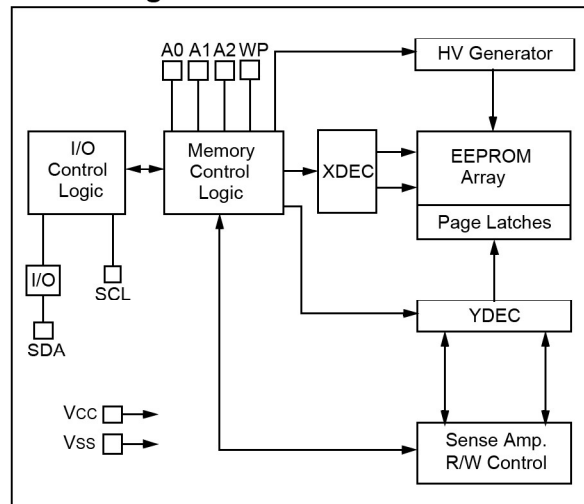 A0 A1 A2 WP
HV Generator
I/O
Control
Logic
Memory
Control
Logic
XDEC
EEPROM
Array
Page Latches
I/O
SCL
SDA
YDEC
VCC
VSS
Sense Amp.
R/W Control